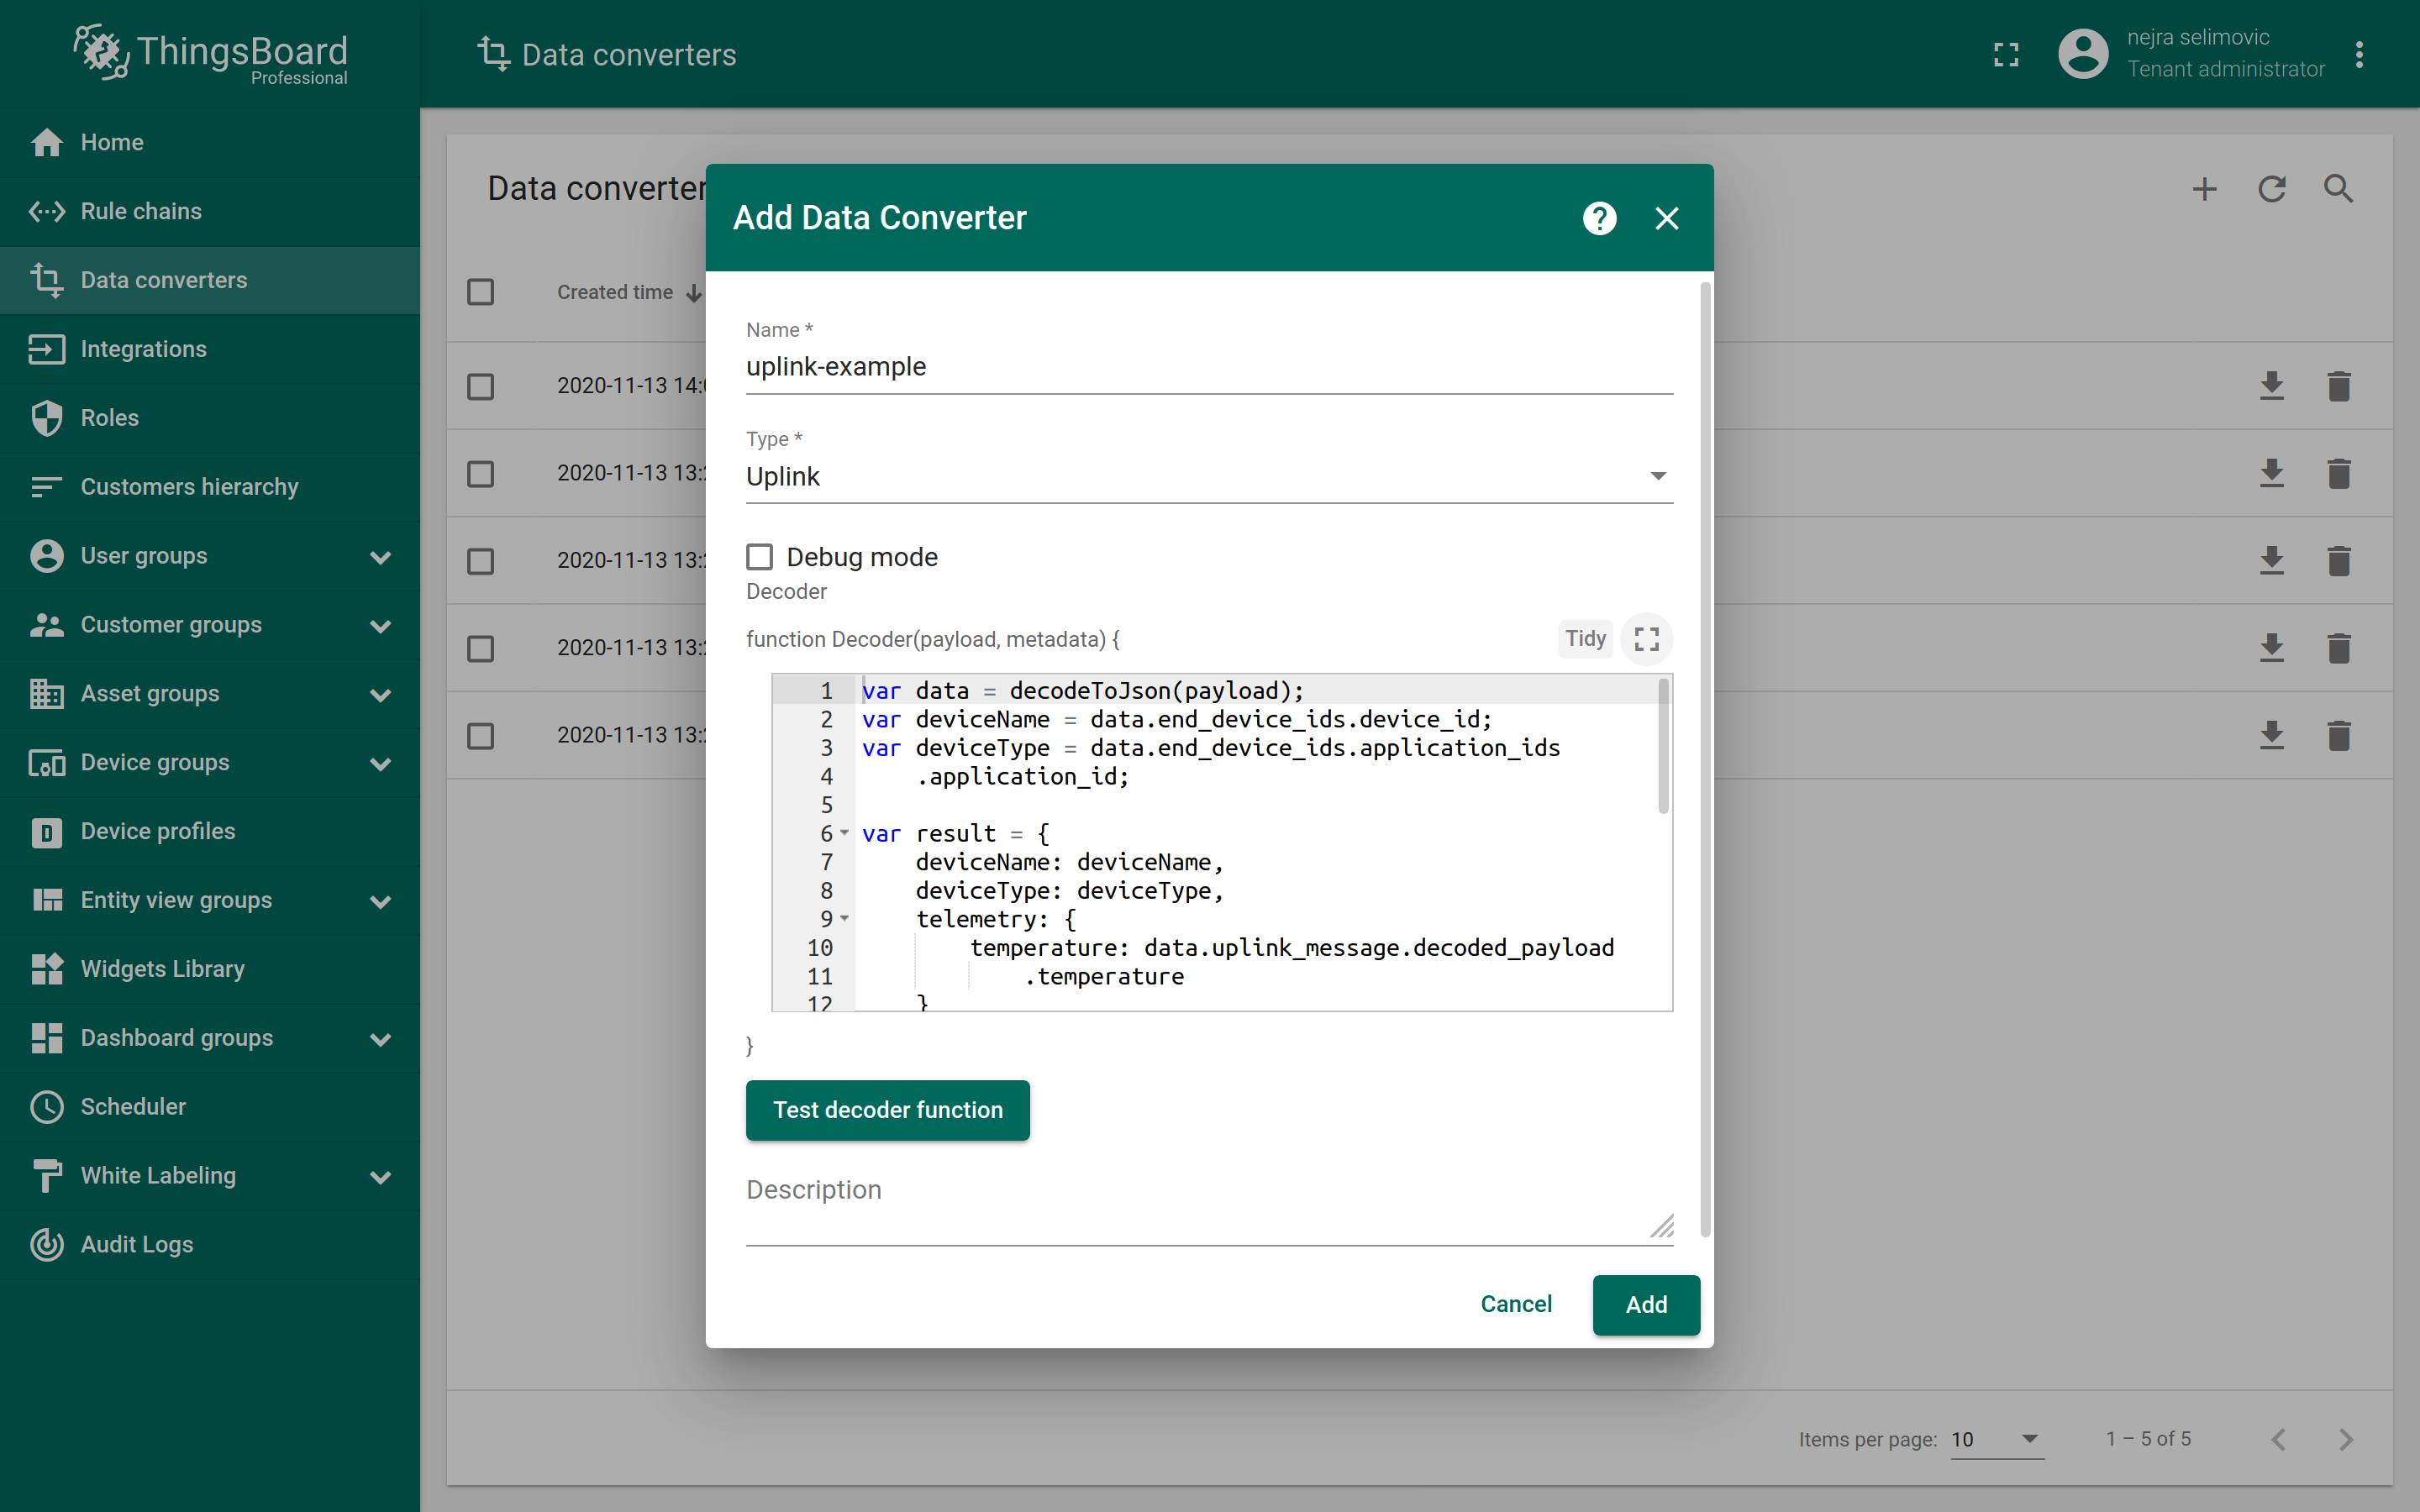 ThingsBoard
Professional
Data converters
nejra selimovic
Tenant administrator
Home
Rule chains
Data converters
Integrations
Roles
Customers hierarchy
User groups
Customer groups
Asset groups
Device groups
Device profiles
Entity view groups
Widgets Library
Dashboard groups
Scheduler
White Labeling
Audit Logs
Data converter
Created time
2020-11-13 14:
2020-11-13 13:
2020-11-13 13:
2020-11-13 13:
2020-11-13 13:
Add Data Converter
Name *
uplink-example
Type *
Uplink
Debug mode
Decoder
function Decoder(payload, metadata) {
Tidy
1 var data = decodeToJson(payload);
2 var deviceName = data.end_device_ids.device_id;
3 var deviceType = data.end_device_ids.application_ids
4 .application_id;
5
6 var result = {
7 deviceName: deviceName,
8 deviceType: deviceType,
9 telemetry: {
10 temperature: data.uplink_message.decoded_payload
11 .temperature
12 }
}
Test decoder function
Description
Cancel
Add
Items per page: 10
1 – 5 of 5